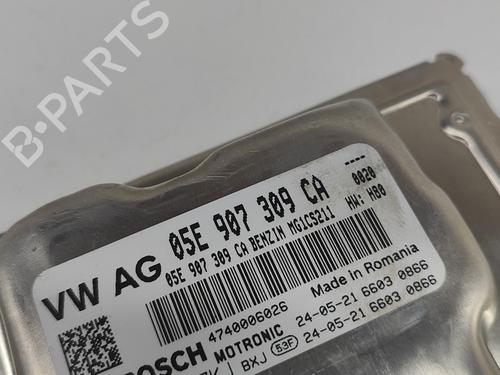 B-PARTS
VW AG 05E 907 309 CA
----
0020
05E 907 309 CA BENZIN MG1CS211 HW: H80
4740006026 Made in Romania
BOSCH MOTRONIC 24-05-21 6603 0866
BXJ 53F 24-05-21 6603 0866